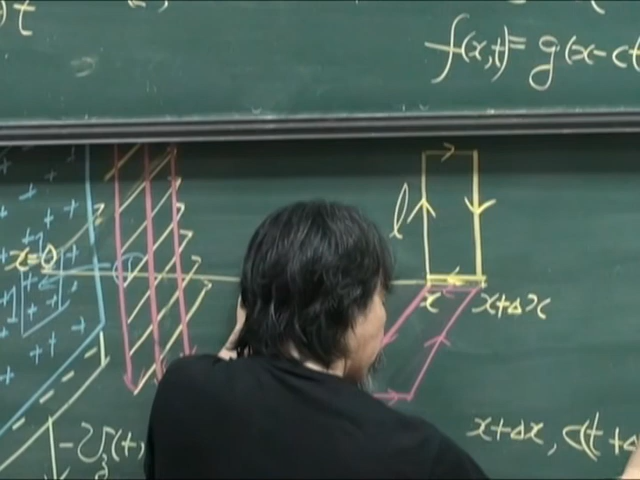 t
f(x,t)=g(x-ct
l
x=0
x
x+Δx
x+Δx, c(t+Δ